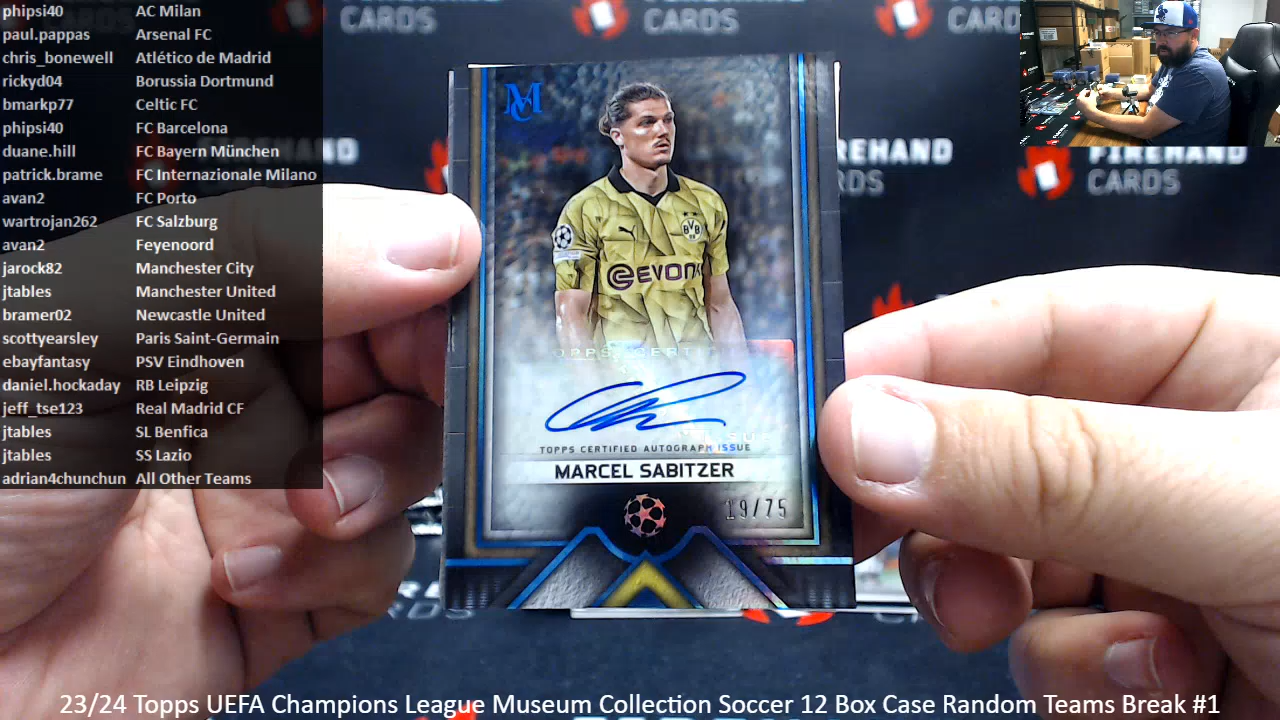 phipsi40 AC Milan
paul.pappas Arsenal FC
chris_bonewell Atlético de Madrid
rickyd04 Borussia Dortmund
bmarkp77 Celtic FC
phipsi40 FC Barcelona
duane.hill FC Bayern München
patrick.brame FC Internazionale Milano
avan2 FC Porto
wartrojan262 FC Salzburg
avan2 Feyenoord
jarock82 Manchester City
jtables Manchester United
bramer02 Newcastle United
scottyearsley Paris Saint-Germain
ebayfantasy PSV Eindhoven
daniel.hockaday RB Leipzig
jeff_tse123 Real Madrid CF
jtables SL Benfica
jtables SS Lazio
adrian4chunchun All Other Teams
CARDS
CARDS
CARDS
FIREHAND
CARDS
MC
BVB
EVONIK
TOPPS CERTIFIED AUTOGRAPH ISSUE
MARCEL SABITZER
19/75
CARDS
23/24 Topps UEFA Champions League Museum Collection Soccer 12 Box Case Random Teams Break #1